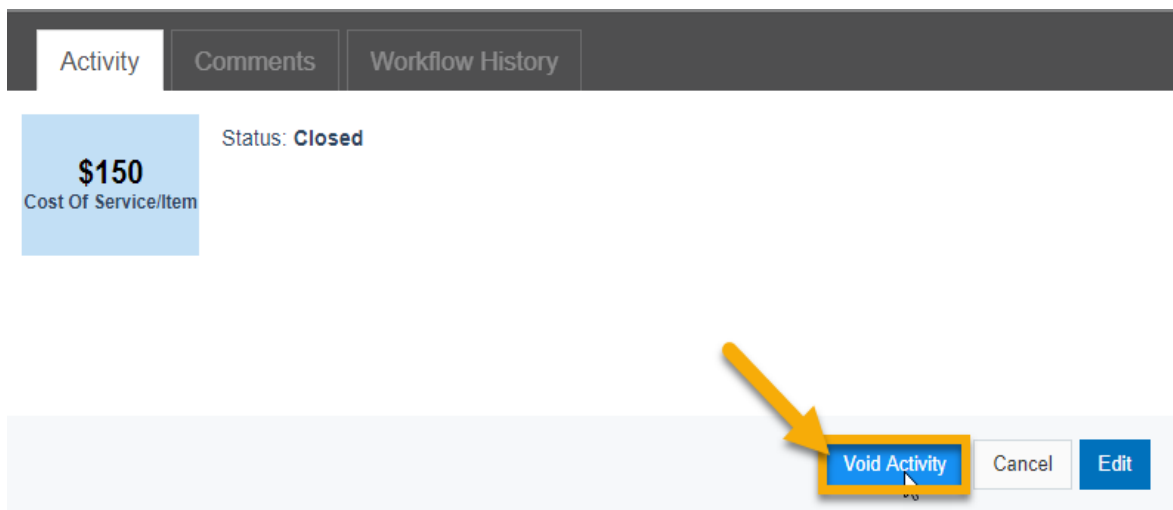 Activity Comments Workflow History
Status: Closed
$150
Cost Of Service/Item
Void Activity Cancel Edit